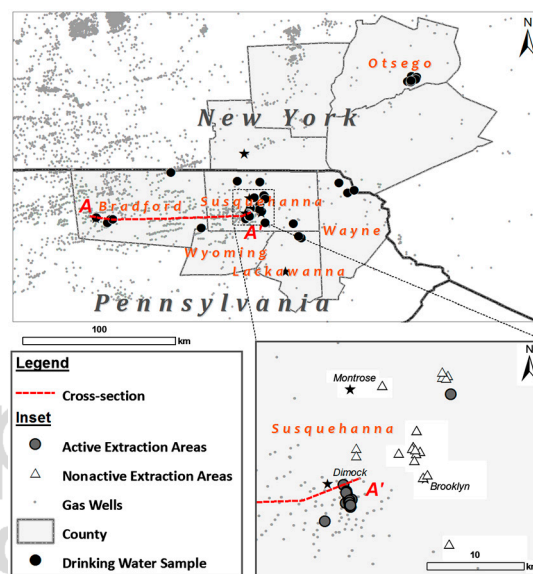 N
Otsego
New York
A
Bradford
Susquehanna
A'
Wayne
Wyoming
Lackawanna
Pennsylvania
100
km
Legend
Cross-section
Inset
Active Extraction Areas
Nonactive Extraction Areas
Gas Wells
County
Drinking Water Sample
N
Montrose
Susquehanna
Dimock
A'
Brooklyn
10
km